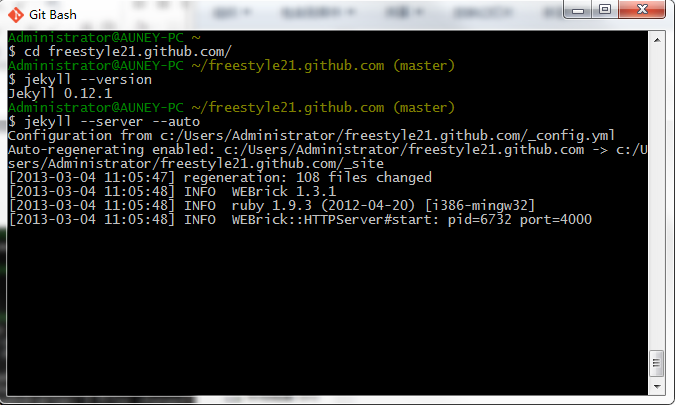 Git Bash
Administrator@AUNEY-PC ~
$ cd freestyle21.github.com/
Administrator@AUNEY-PC ~/freestyle21.github.com (master)
$ jekyll --version
Jekyll 0.12.1
Administrator@AUNEY-PC ~/freestyle21.github.com (master)
$ jekyll --server --auto
Configuration from c:/Users/Administrator/freestyle21.github.com/_config.yml
Auto-regenerating enabled: c:/Users/Administrator/freestyle21.github.com -> c:/U
sers/Administrator/freestyle21.github.com/_site
[2013-03-04 11:05:47] regeneration: 108 files changed
[2013-03-04 11:05:48] INFO  WEBrick 1.3.1
[2013-03-04 11:05:48] INFO  ruby 1.9.3 (2012-04-20) [i386-mingw32]
[2013-03-04 11:05:48] INFO  WEBrick::HTTPServer#start: pid=6732 port=4000